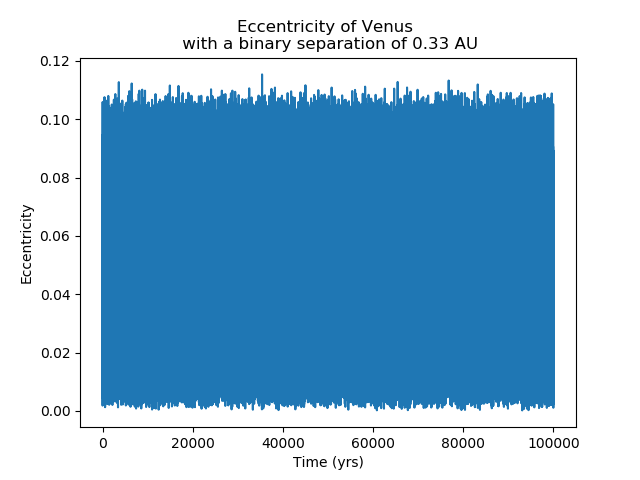 Eccentricity of Venus
with a binary separation of 0.33 AU
0.12
0.10
0.08
0.06
0.04
0.02
0.00
Eccentricity
0 20000 40000 60000 80000 100000
Time (yrs)